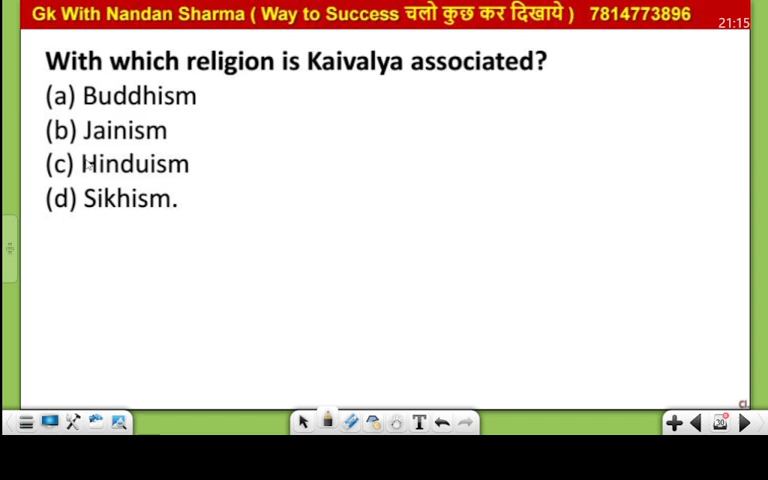 Gk With Nandan Sharma ( Way to Success चलो कुछ कर दिखाये ) 7814773896
21:15
With which religion is Kaivalya associated?
(a) Buddhism
(b) Jainism
(c) Hinduism
(d) Sikhism.
T
30